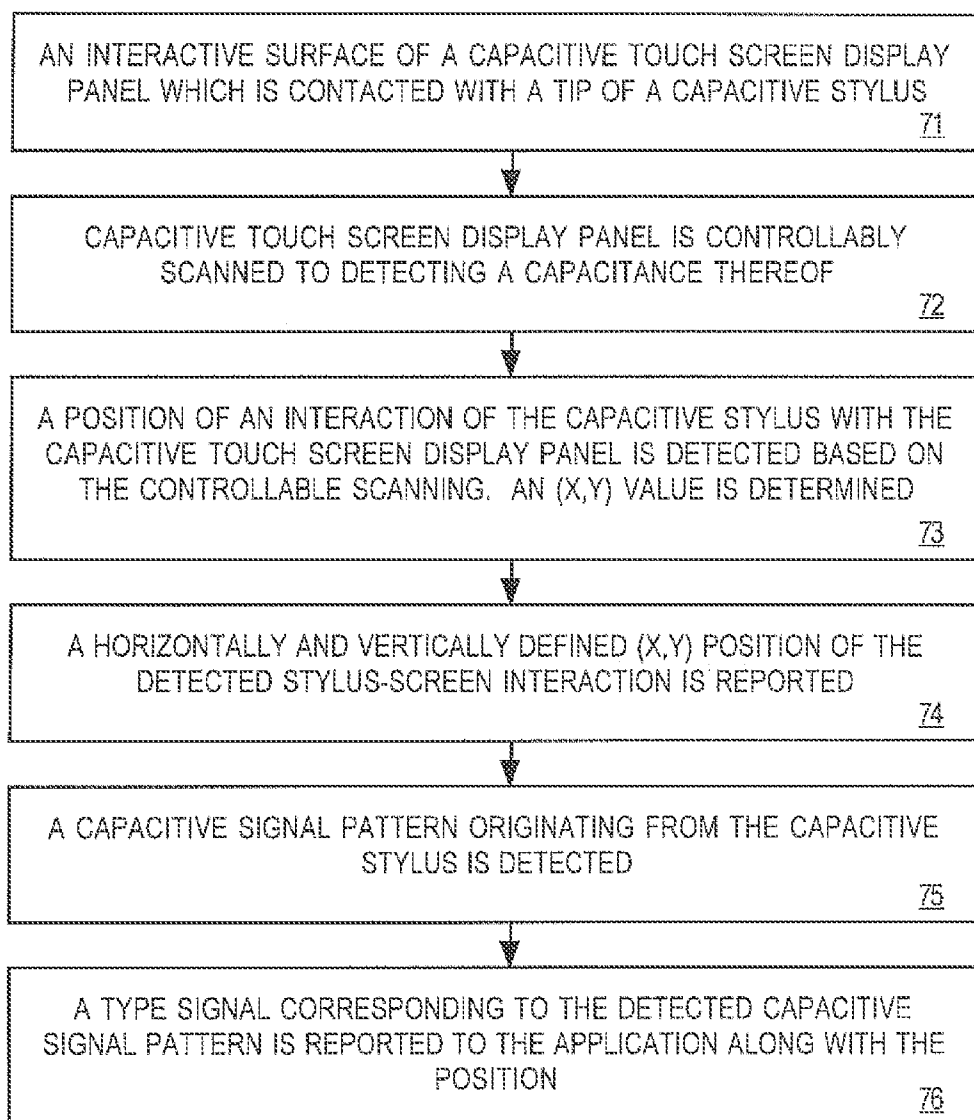 AN INTERACTIVE SURFACE OF A CAPACITIVE TOUCH SCREEN DISPLAY
PANEL WHICH IS CONTACTED WITH A TIP OF A CAPACITIVE STYLUS
71
CAPACITIVE TOUCH SCREEN DISPLAY PANEL IS CONTROLLABLY
SCANNED TO DETECTING A CAPACITANCE THEREOF
72
A POSITION OF AN INTERACTION OF THE CAPACITIVE STYLUS WITH THE
CAPACITIVE TOUCH SCREEN DISPLAY PANEL IS DETECTED BASED ON
THE CONTROLLABLE SCANNING. AN (X,Y) VALUE IS DETERMINED
73
A HORIZONTALLY AND VERTICALLY DEFINED (X,Y) POSITION OF THE
DETECTED STYLUS-SCREEN INTERACTION IS REPORTED
74
A CAPACITIVE SIGNAL PATTERN ORIGINATING FROM THE CAPACITIVE
STYLUS IS DETECTED
75
A TYPE SIGNAL CORRESPONDING TO THE DETECTED CAPACITIVE
SIGNAL PATTERN IS REPORTED TO THE APPLICATION ALONG WITH THE
POSITION
76